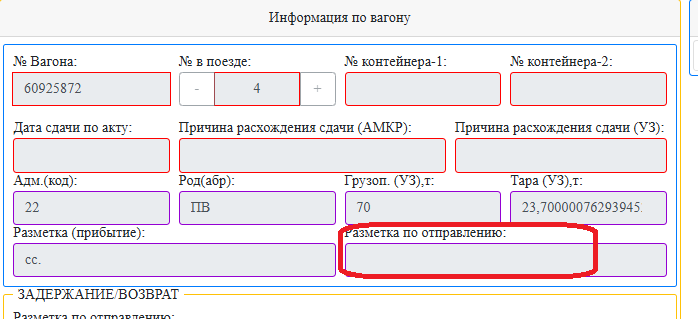 Информация по вагону
№ Вагона: № в поезде: № контейнера-1: № контейнера-2:
60925872 - 4 +
Дата сдачи по акту: Причина расхождения сдачи (АМКР): Причина расхождения сдачи (УЗ):
Адм.(код): Род(абр): Грузоп. (УЗ),т: Тара (УЗ),т:
22 ПВ 70 23,70000076293945
Разметка (прибытие): Разметка по отправлению:
сс.
ЗАДЕРЖАНИЕ/ВОЗВРАТ
Разметка по отправлению: